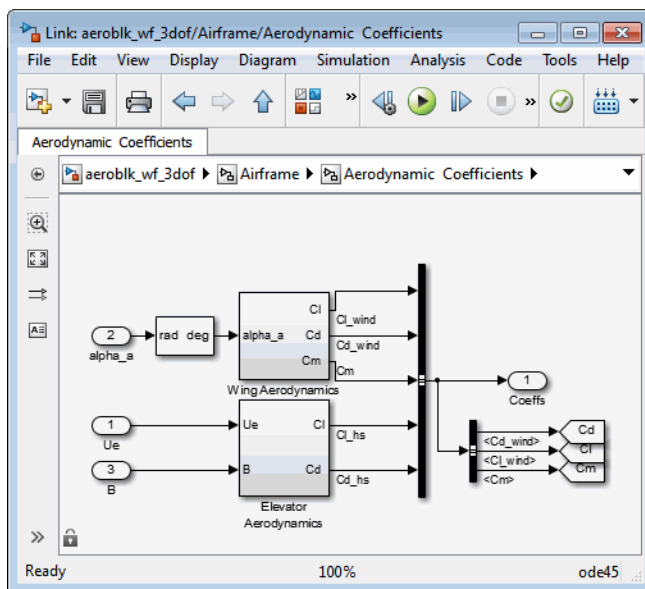 Link: aeroblk_wf_3dof/Airframe/Aerodynamic Coefficients
File Edit View Display Diagram Simulation Analysis Code Tools Help
Aerodynamic Coefficients
aeroblk_wf_3dof Airframe Aerodynamic Coefficients
2
alpha_a
rad deg
alpha_a
Cl
Cd
Cm
Wing Aerodynamics
Cl_wind
Cd_wind
Cm
1
Ue
3
B
Ue
B
Cl
Cd
Elevator
Aerodynamics
Cl_hs
Cd_hs
1
Coeffs
<Cd_wind>
<Cl_wind>
<Cm>
Cd
Cl
Cm
Ready 100% ode45